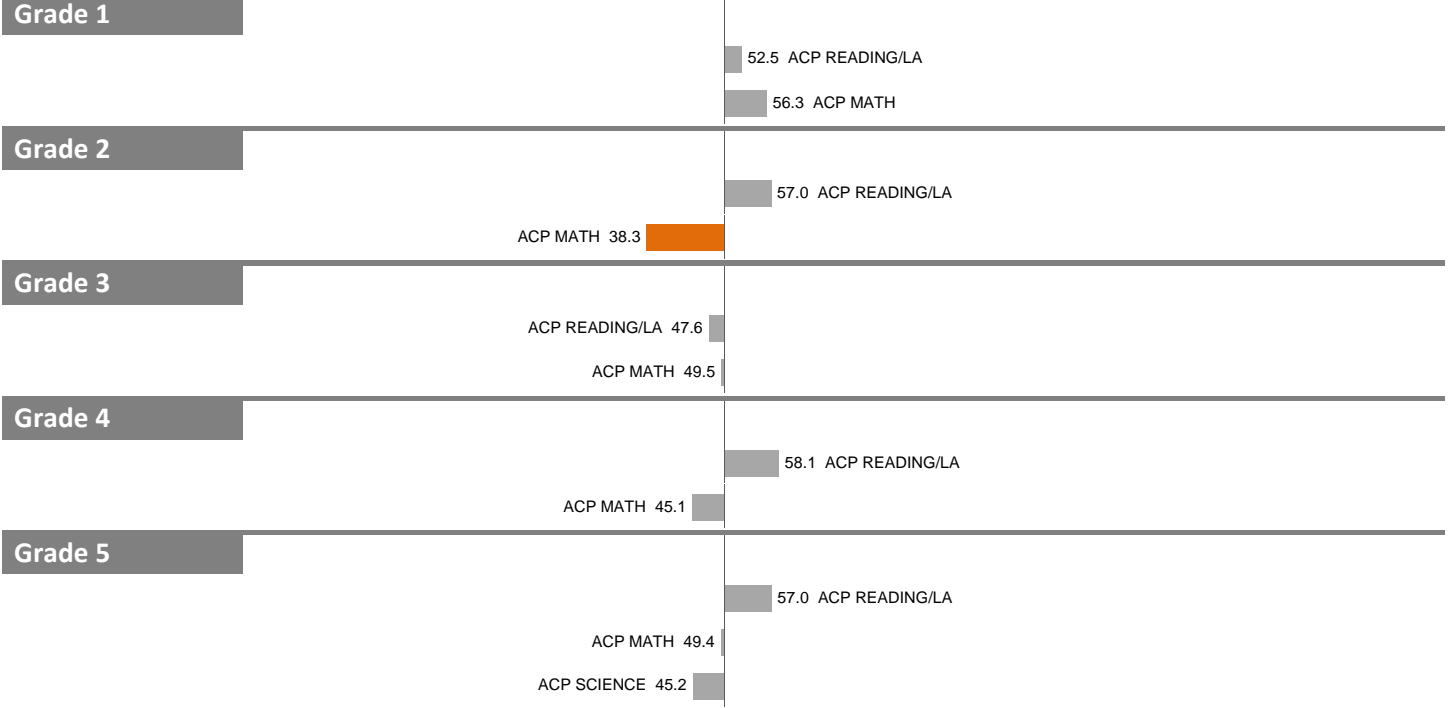 Grade 1
52.5 ACP READING/LA
56.3 ACP MATH
Grade 2
57.0 ACP READING/LA
ACP MATH 38.3
Grade 3
ACP READING/LA 47.6
ACP MATH 49.5
Grade 4
58.1 ACP READING/LA
ACP MATH 45.1
Grade 5
57.0 ACP READING/LA
ACP MATH 49.4
ACP SCIENCE 45.2